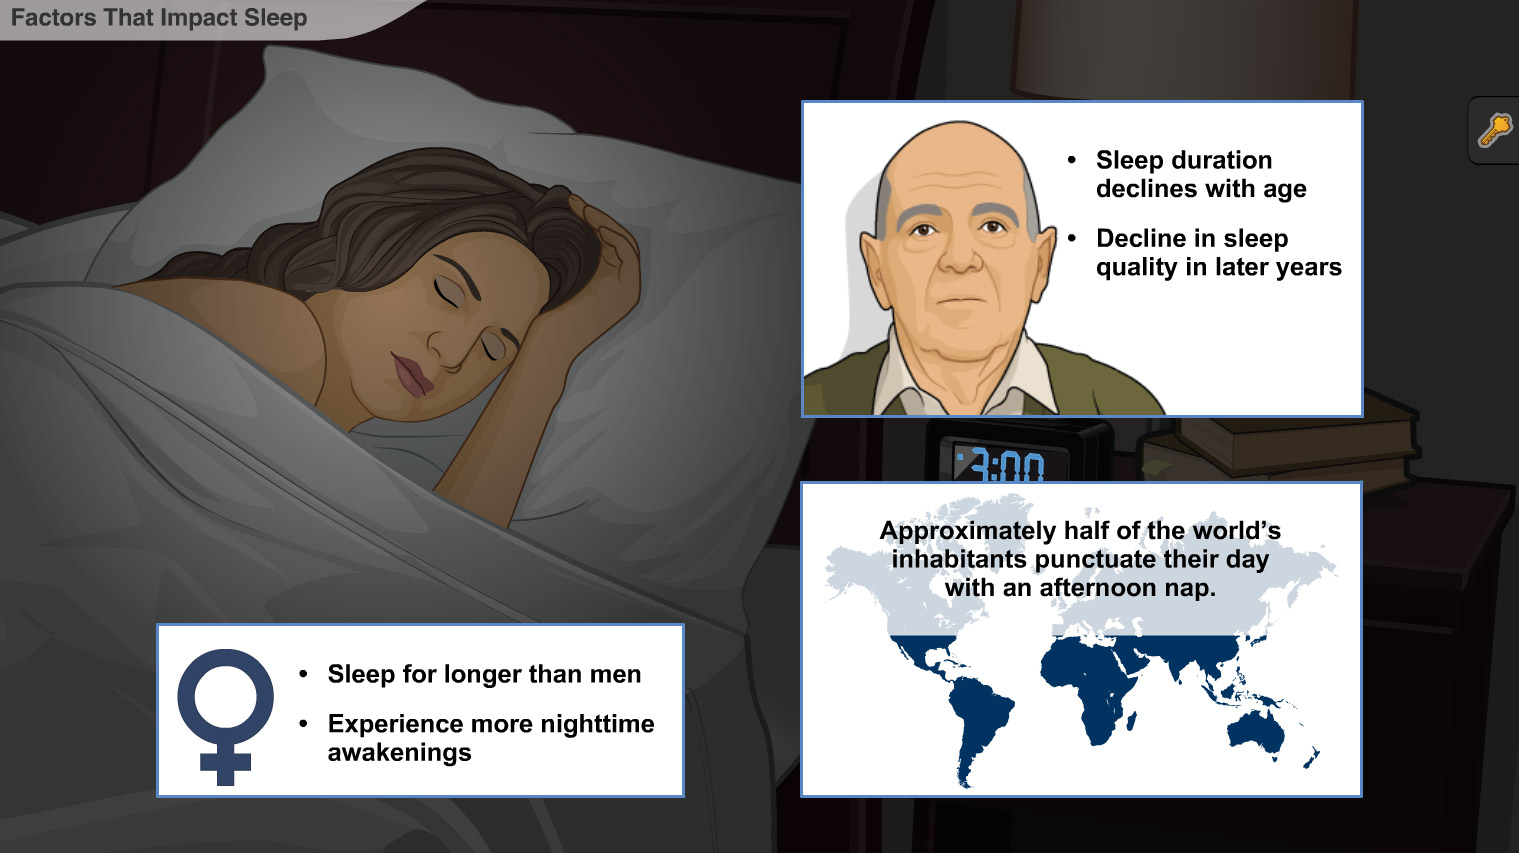 Factors That Impact Sleep
• Sleep duration
declines with age
• Decline in sleep
quality in later years
3:00
Approximately half of the world’s
inhabitants punctuate their day
with an afternoon nap.
• Sleep for longer than men
• Experience more nighttime
awakenings